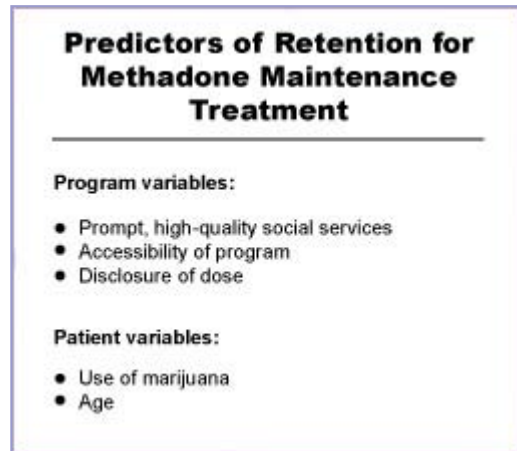 Predictors of Retention for
Methadone Maintenance
Treatment
Program variables:
● Prompt, high-quality social services
● Accessibility of program
● Disclosure of dose
Patient variables:
● Use of marijuana
● Age